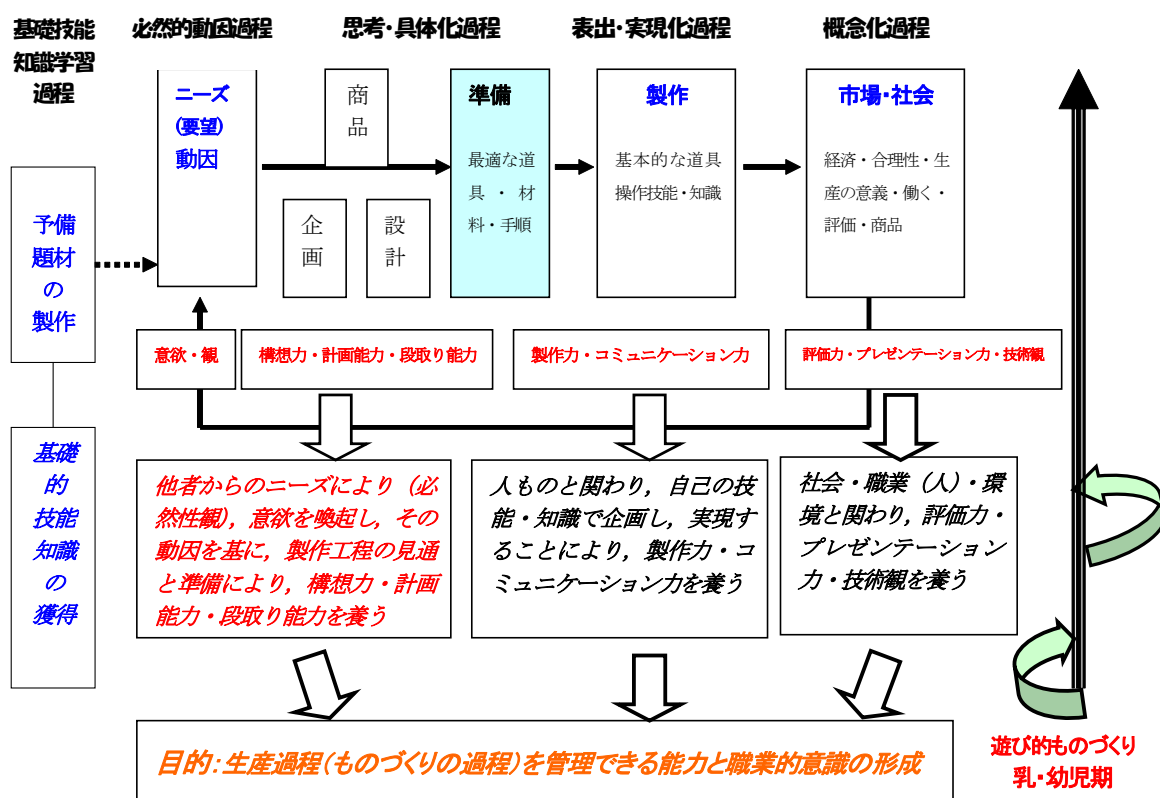 基礎技能
知識学習
過程
必然的動因過程
思考・具体化過程
表出・実現化過程
概念化過程
ニーズ
(要望)
動因
商
品
企
画
設
計
準備
最適な道
具・材
料・手順
製作
基本的な道具
操作技能・知識
市場・社会
経済・合理性・生
産の意義・働く・
評価・商品
予備
題材
の
製作
意欲・観
構想力・計画能力・段取り能力
製作力・コミュニケーション力
評価力・プレゼンテーション力・技術観
基礎
的
技能
知識
の
獲得
他者からのニーズにより（必
然性観），意欲を喚起し，その
動因を基に，製作工程の見通
と準備により，構想力・計画
能力・段取り能力を養う
人ものと関わり，自己の技
能・知識で企画し，実現す
ることにより，製作力・コ
ミュニケーション力を養う
社会・職業（人）・環
境と関わり，評価力・
プレゼンテーション
力・技術観を養う
目的：生産過程（ものづくりの過程）を管理できる能力と職業的意識の形成
遊び的ものづくり
乳・幼児期